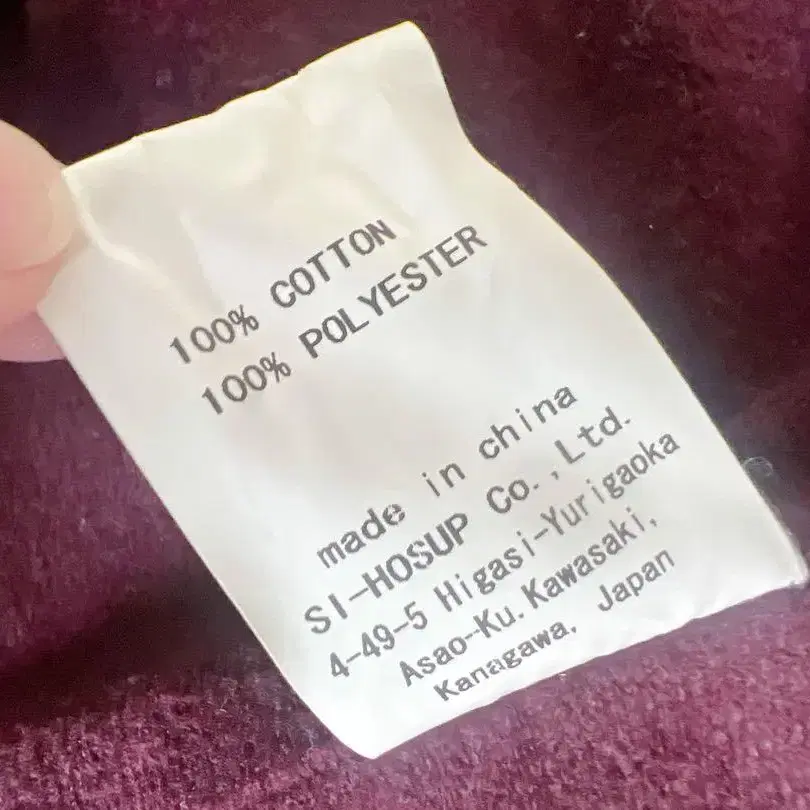 100% COTTON
100% POLYESTER
made in china
SI-HOSUP Co.,Ltd.
4-49-5 Higasi-Yurigaoka
Asao-Ku.Kawasaki,
Kanagawa, Japan